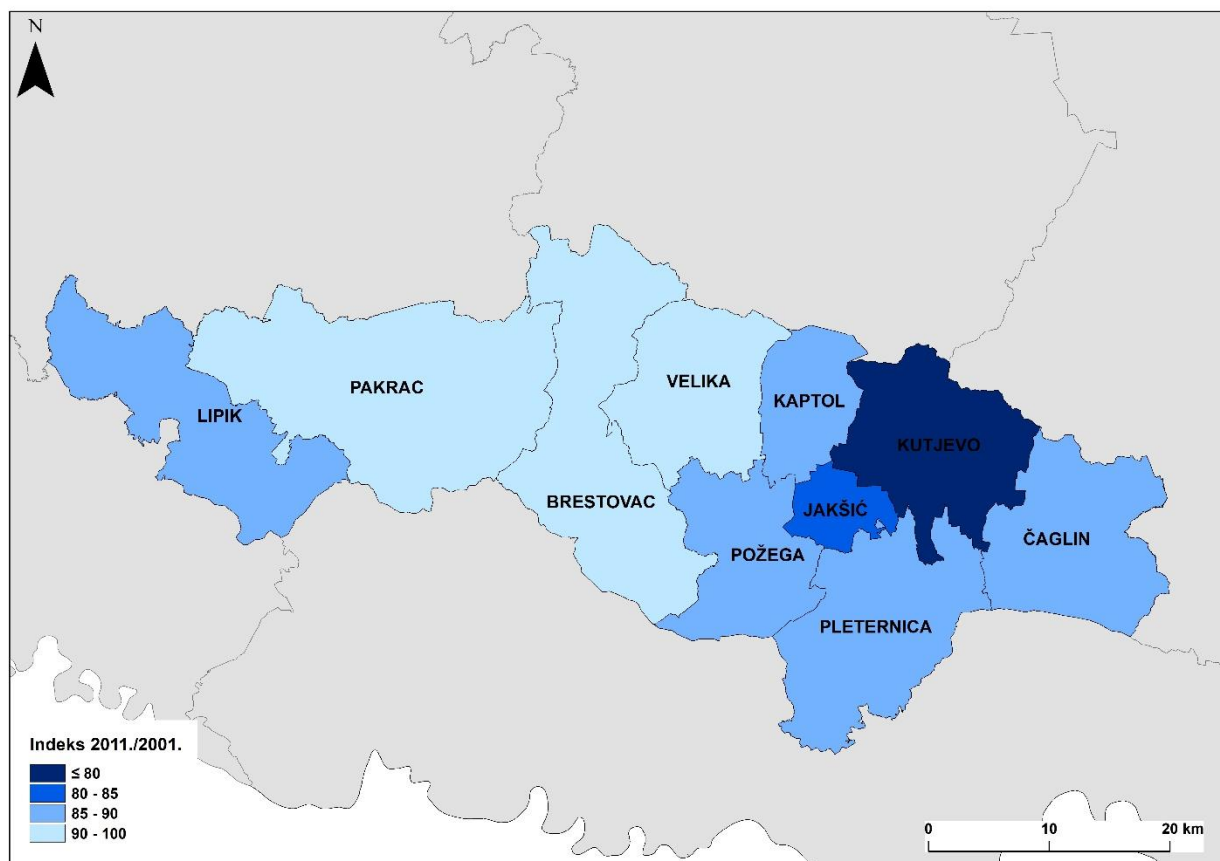 N
PAKRAC
VELIKA
KAPTOL
LIPIK
KUTJEVO
BRESTOVAC
JAKŠIĆ
ČAGLIN
POŽEGA
PLETERNICA
Indeks 2011./2001.
≤ 80
80 - 85
85 - 90
90 - 100
0 10 20 km